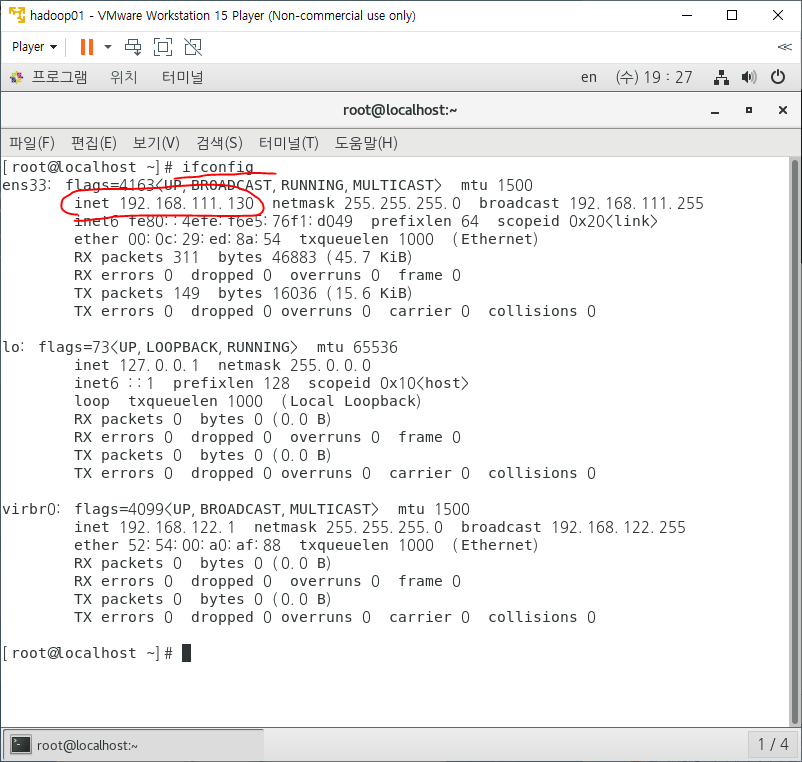 hadoop01 - VMware Workstation 15 Player (Non-commercial use only)
Player
프로그램 위치 터미널 en (수) 19 : 27
root@localhost:~
파일(F) 편집(E) 보기(V) 검색(S) 터미널(T) 도움말(H)
[root@localhost ~]# ifconfig
ens33: flags=4163<UP,BROADCAST,RUNNING,MULTICAST>  mtu 1500
        inet 192.168.111.130  netmask 255.255.255.0  broadcast 192.168.111.255
        inet6 fe80::4efe:f6e5:76f1:d049  prefixlen 64  scopeid 0x20<link>
        ether 00:0c:29:ed:8a:54  txqueuelen 1000  (Ethernet)
        RX packets 311  bytes 46883 (45.7 KiB)
        RX errors 0  dropped 0  overruns 0  frame 0
        TX packets 149  bytes 16036 (15.6 KiB)
        TX errors 0  dropped 0 overruns 0  carrier 0  collisions 0
lo: flags=73<UP,LOOPBACK,RUNNING>  mtu 65536
        inet 127.0.0.1  netmask 255.0.0.0
        inet6 ::1  prefixlen 128  scopeid 0x10<host>
        loop  txqueuelen 1000  (Local Loopback)
        RX packets 0  bytes 0 (0.0 B)
        RX errors 0  dropped 0  overruns 0  frame 0
        TX packets 0  bytes 0 (0.0 B)
        TX errors 0  dropped 0 overruns 0  carrier 0  collisions 0
virbr0: flags=4099<UP,BROADCAST,MULTICAST>  mtu 1500
        inet 192.168.122.1  netmask 255.255.255.0  broadcast 192.168.122.255
        ether 52:54:00:a0:af:88  txqueuelen 1000  (Ethernet)
        RX packets 0  bytes 0 (0.0 B)
        RX errors 0  dropped 0  overruns 0  frame 0
        TX packets 0  bytes 0 (0.0 B)
        TX errors 0  dropped 0 overruns 0  carrier 0  collisions 0
[root@localhost ~]#
root@localhost:~ 1 / 4